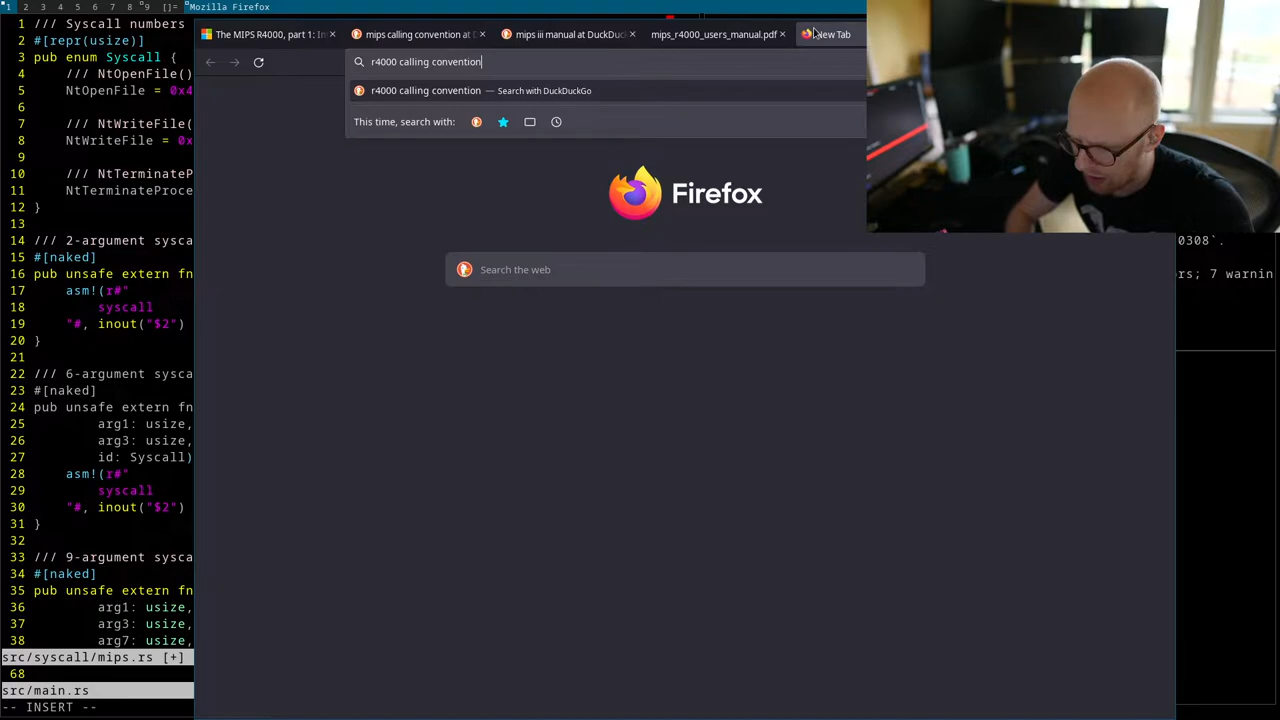 1 2 6 7 8 9 []= Mozilla Firefox
The MIPS R4000, part 1: In
mips calling convention at D
mips iii manual at DuckDuc
mips_r4000_users_manual.pdf
New Tab
r4000 calling convention
r4000 calling convention — Search with DuckDuckGo
This time, search with:
Firefox
Search the web
1 /// Syscall numbers
2 #[repr(usize)]
3 pub enum Syscall {
4 /// NtOpenFile()
5 NtOpenFile = 0x4
6
7 /// NtWriteFile(
8 NtWriteFile = 0x
9
10 /// NtTerminateP
11 NtTerminateProce
12 }
13
14 /// 2-argument sysca
15 #[naked]
16 pub unsafe extern fn
17 asm!(r#"
18 syscall
19 "#, inout("$2")
20 }
21
22 /// 6-argument sysca
23 #[naked]
24 pub unsafe extern fn
25 arg1: usize,
26 arg3: usize,
27 id: Syscall)
28 asm!(r#"
29 syscall
30 "#, inout("$2")
31 }
32
33 /// 9-argument sysca
34 #[naked]
35 pub unsafe extern fn
36 arg1: usize,
37 arg3: usize,
38 arg7: usize,
src/syscall/mips.rs [+]
68
src/main.rs
-- INSERT --
0308`.
rs; 7 warnin